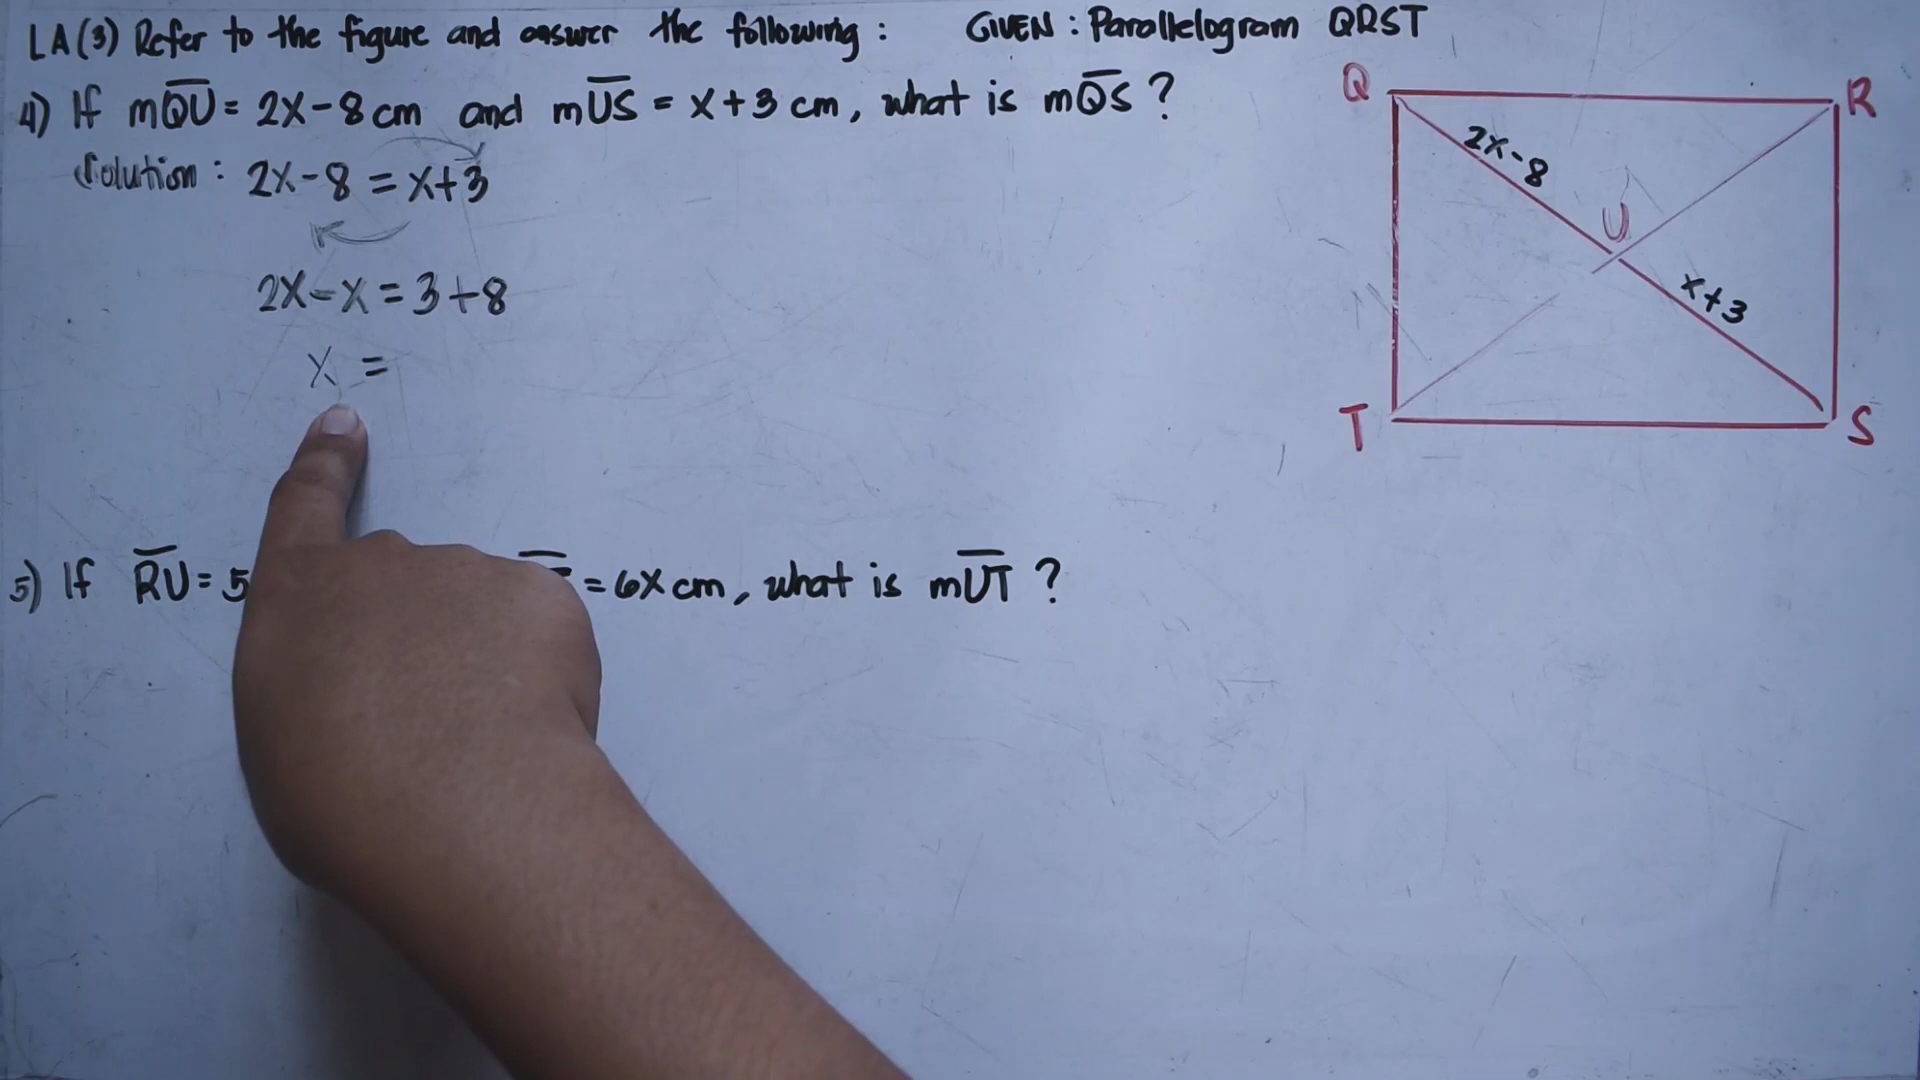 LA (3) Refer to the figure and answer the following : GIVEN : Parallelogram QRST
4) If mQU = 2x-8 cm and mUS = x+3 cm, what is mQS ?
Solution : 2x-8 = x+3
2x-x = 3+8
x =
5) If RU = 5 = 6x cm, what is mUT ?
Q
R
2x-8
U
x+3
T
S